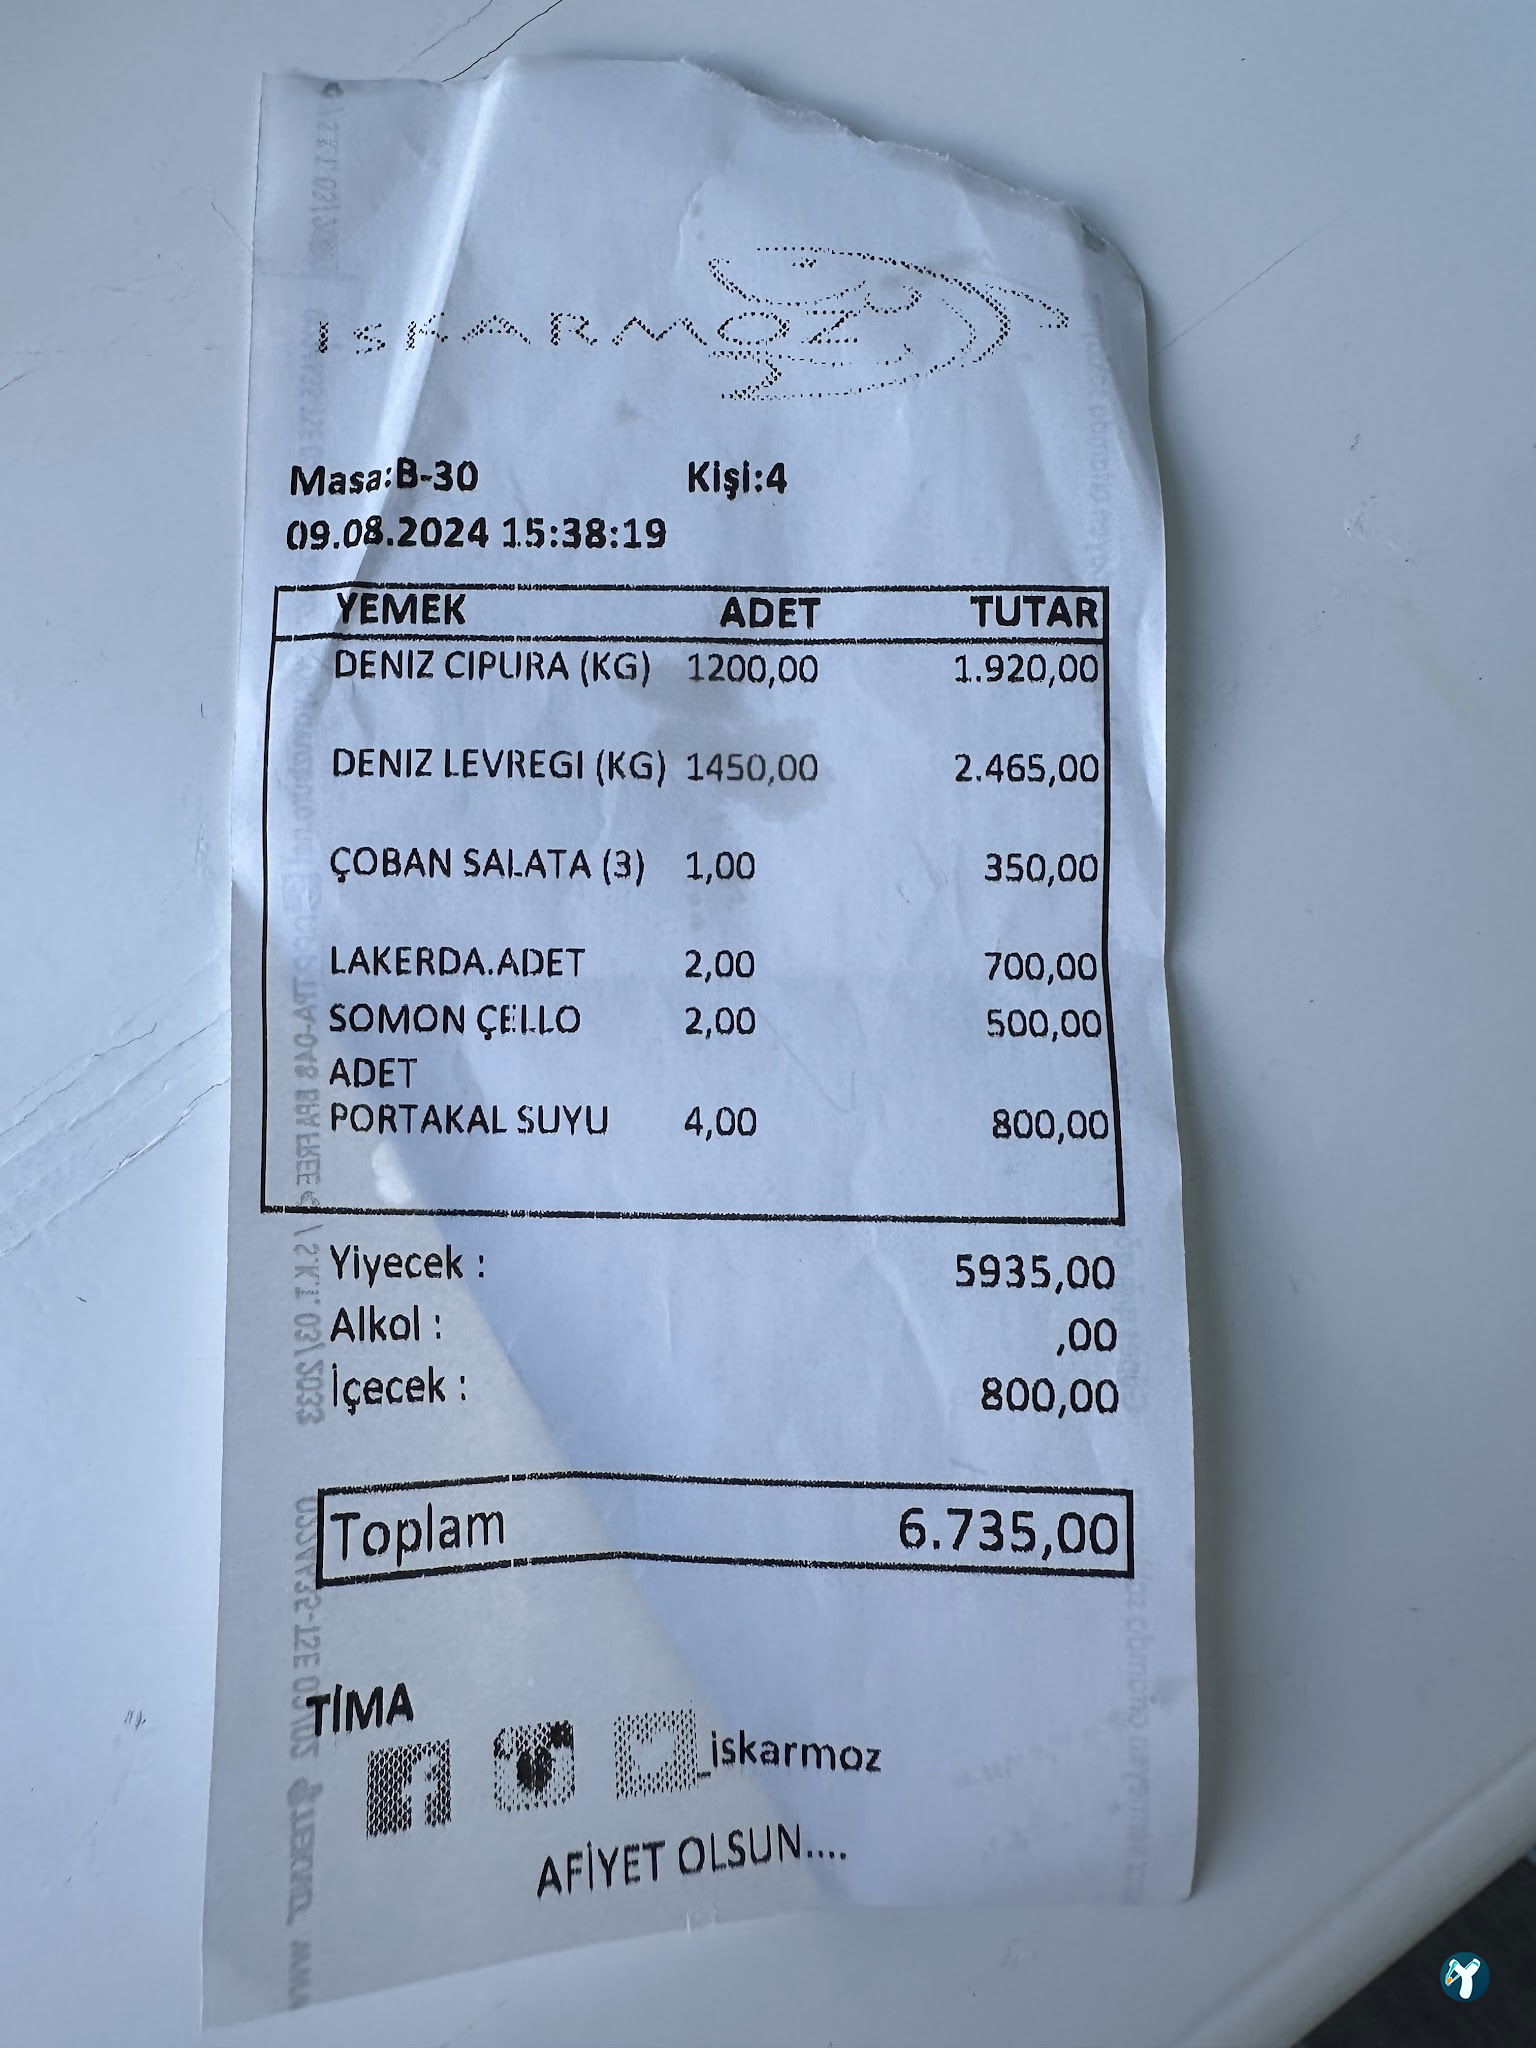 ISKARMOZ
Masa:B-30 Kişi:4
09.08.2024 15:38:19
YEMEK ADET TUTAR
DENIZ CIPURA (KG) 1200,00 1.920,00
DENIZ LEVREGI (KG) 1450,00 2.465,00
ÇOBAN SALATA (3) 1,00 350,00
LAKERDA.ADET 2,00 700,00
SOMON ÇELLO 2,00 500,00
ADET
PORTAKAL SUYU 4,00 800,00
Yiyecek : 5935,00
Alkol : ,00
İçecek : 800,00
Toplam 6.735,00
TİMA
_iskarmoz
AFİYET OLSUN....